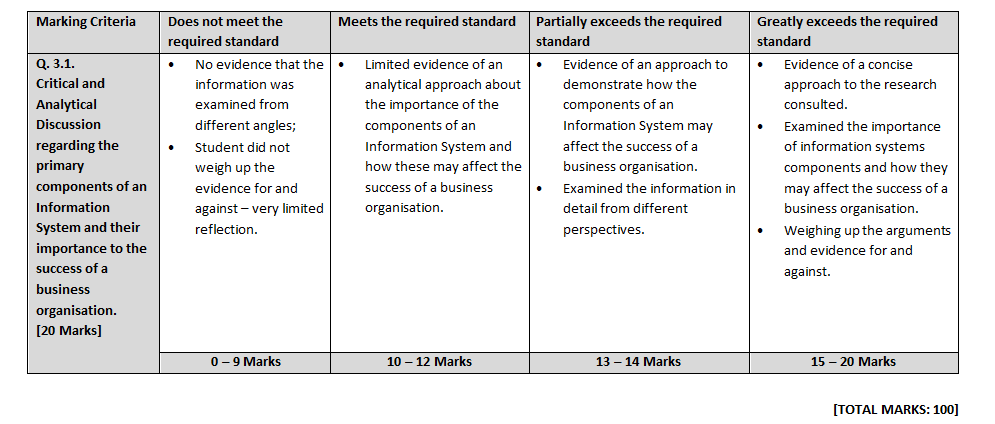 Marking Criteria
Does not meet the
required standard
Meets the required standard
Partially exceeds the required
standard
Greatly exceeds the required
standard
Q. 3.1.
Critical and
Analytical
Discussion
regarding the
primary
components of an
Information
System and their
importance to the
success of a
business
organisation.
[20 Marks]
• No evidence that the
information was
examined from
different angles;
• Student did not
weigh up the
evidence for and
against – very limited
reflection.
• Limited evidence of an
analytical approach about
the importance of the
components of an
Information System and
how these may affect the
success of a business
organisation.
• Evidence of an approach to
demonstrate how the
components of an
Information System may
affect the success of a
business organisation.
• Examined the information in
detail from different
perspectives.
• Evidence of a concise
approach to the research
consulted.
• Examined the importance
of information systems
components and how they
may affect the success of a
business organisation.
• Weighing up the arguments
and evidence for and
against.
0 – 9 Marks
10 – 12 Marks
13 – 14 Marks
15 – 20 Marks
[TOTAL MARKS: 100]